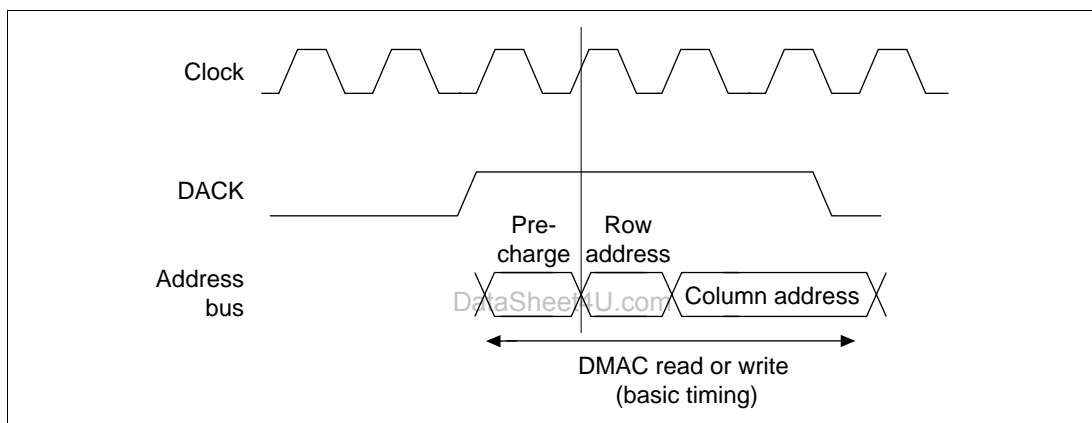 Clock
DACK
Pre-
charge
Row
address
Address
bus
Column address
DataSheet4U.com
DMAC read or write
(basic timing)